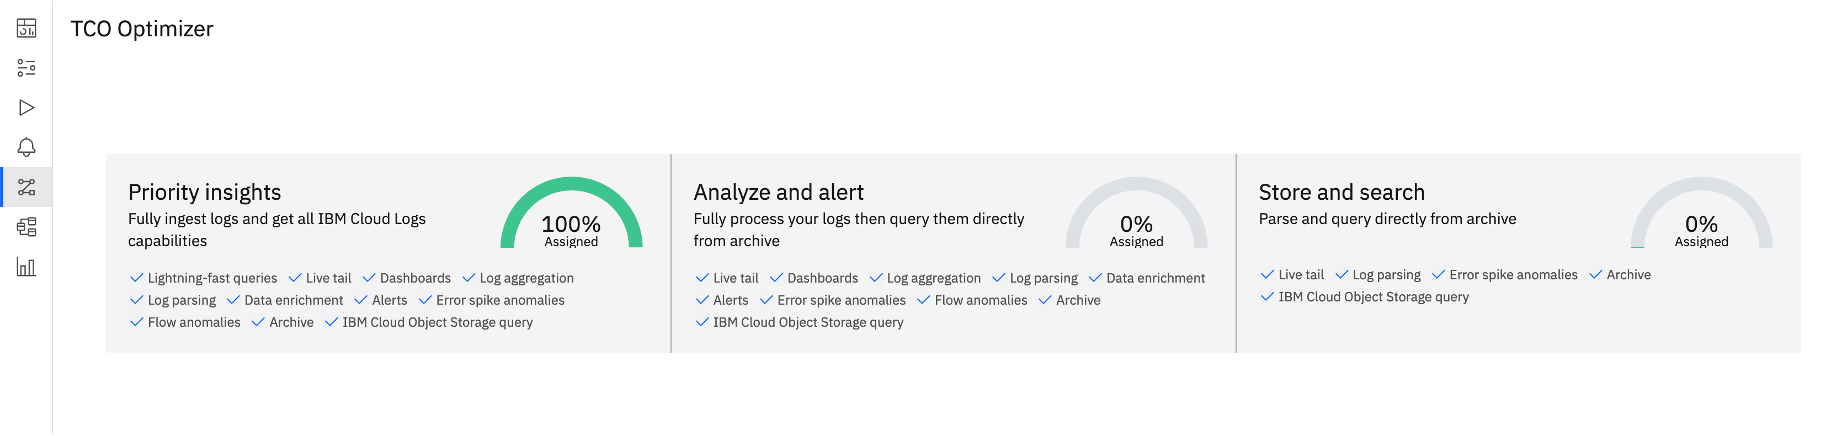 TCO Optimizer
Priority insights
Fully ingest logs and get all IBM Cloud Logs
capabilities
100%
Assigned
Lightning-fast queries Live tail Dashboards Log aggregation
Log parsing Data enrichment Alerts Error spike anomalies
Flow anomalies Archive IBM Cloud Object Storage query
Analyze and alert
Fully process your logs then query them directly
from archive
0%
Assigned
Live tail Dashboards Log aggregation Log parsing Data enrichment
Alerts Error spike anomalies Flow anomalies Archive
IBM Cloud Object Storage query
Store and search
Parse and query directly from archive
0%
Assigned
Live tail Log parsing Error spike anomalies Archive
IBM Cloud Object Storage query